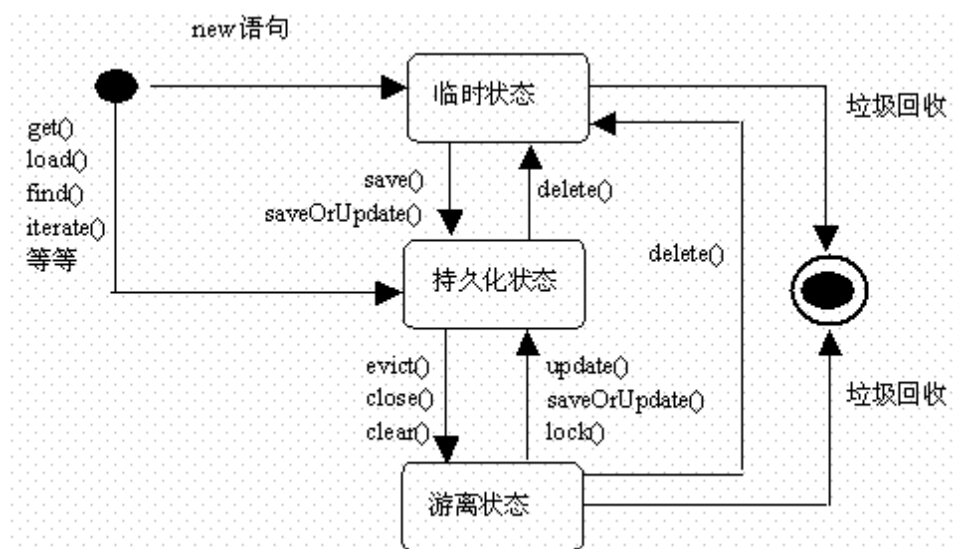 new语句
临时状态
垃圾回收
get()
load()
find()
iterate()
等等
save()
saveOrUpdate()
delete()
delete()
持久化状态
evict()
close()
clear()
update()
saveOrUpdate()
lock()
垃圾回收
游离状态